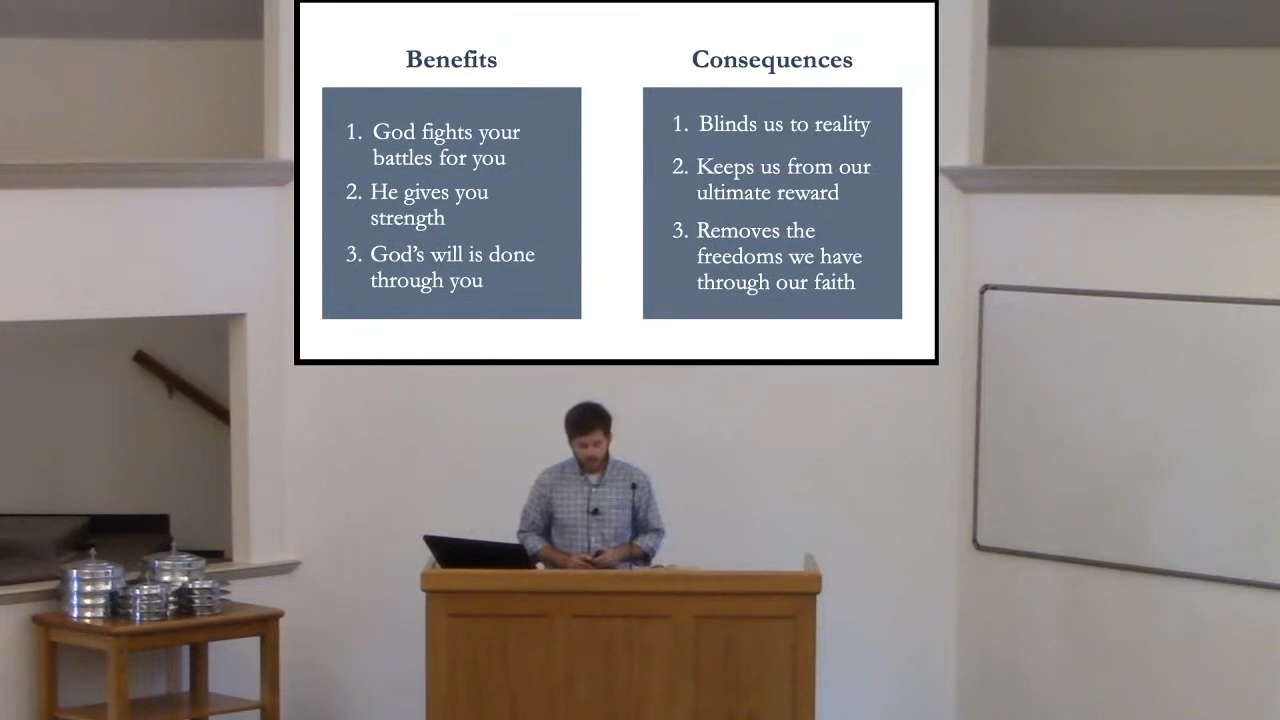 Benefits
1. God fights your
battles for you
2. He gives you
strength
3. God’s will is done
through you
Consequences
1. Blinds us to reality
2. Keeps us from our
ultimate reward
3. Removes the
freedoms we have
through our faith